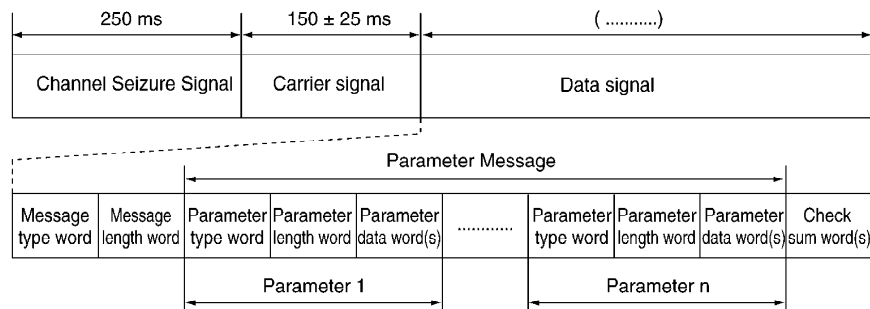 250 ms 150 ± 25 ms (...........)
Channel Seizure Signal Carrier signal Data signal
Parameter Message
Message type word Message length word Parameter type word Parameter length word Parameter data word(s) ............ Parameter type word Parameter length word Parameter data word(s) Check sum word(s)
Parameter 1 Parameter n